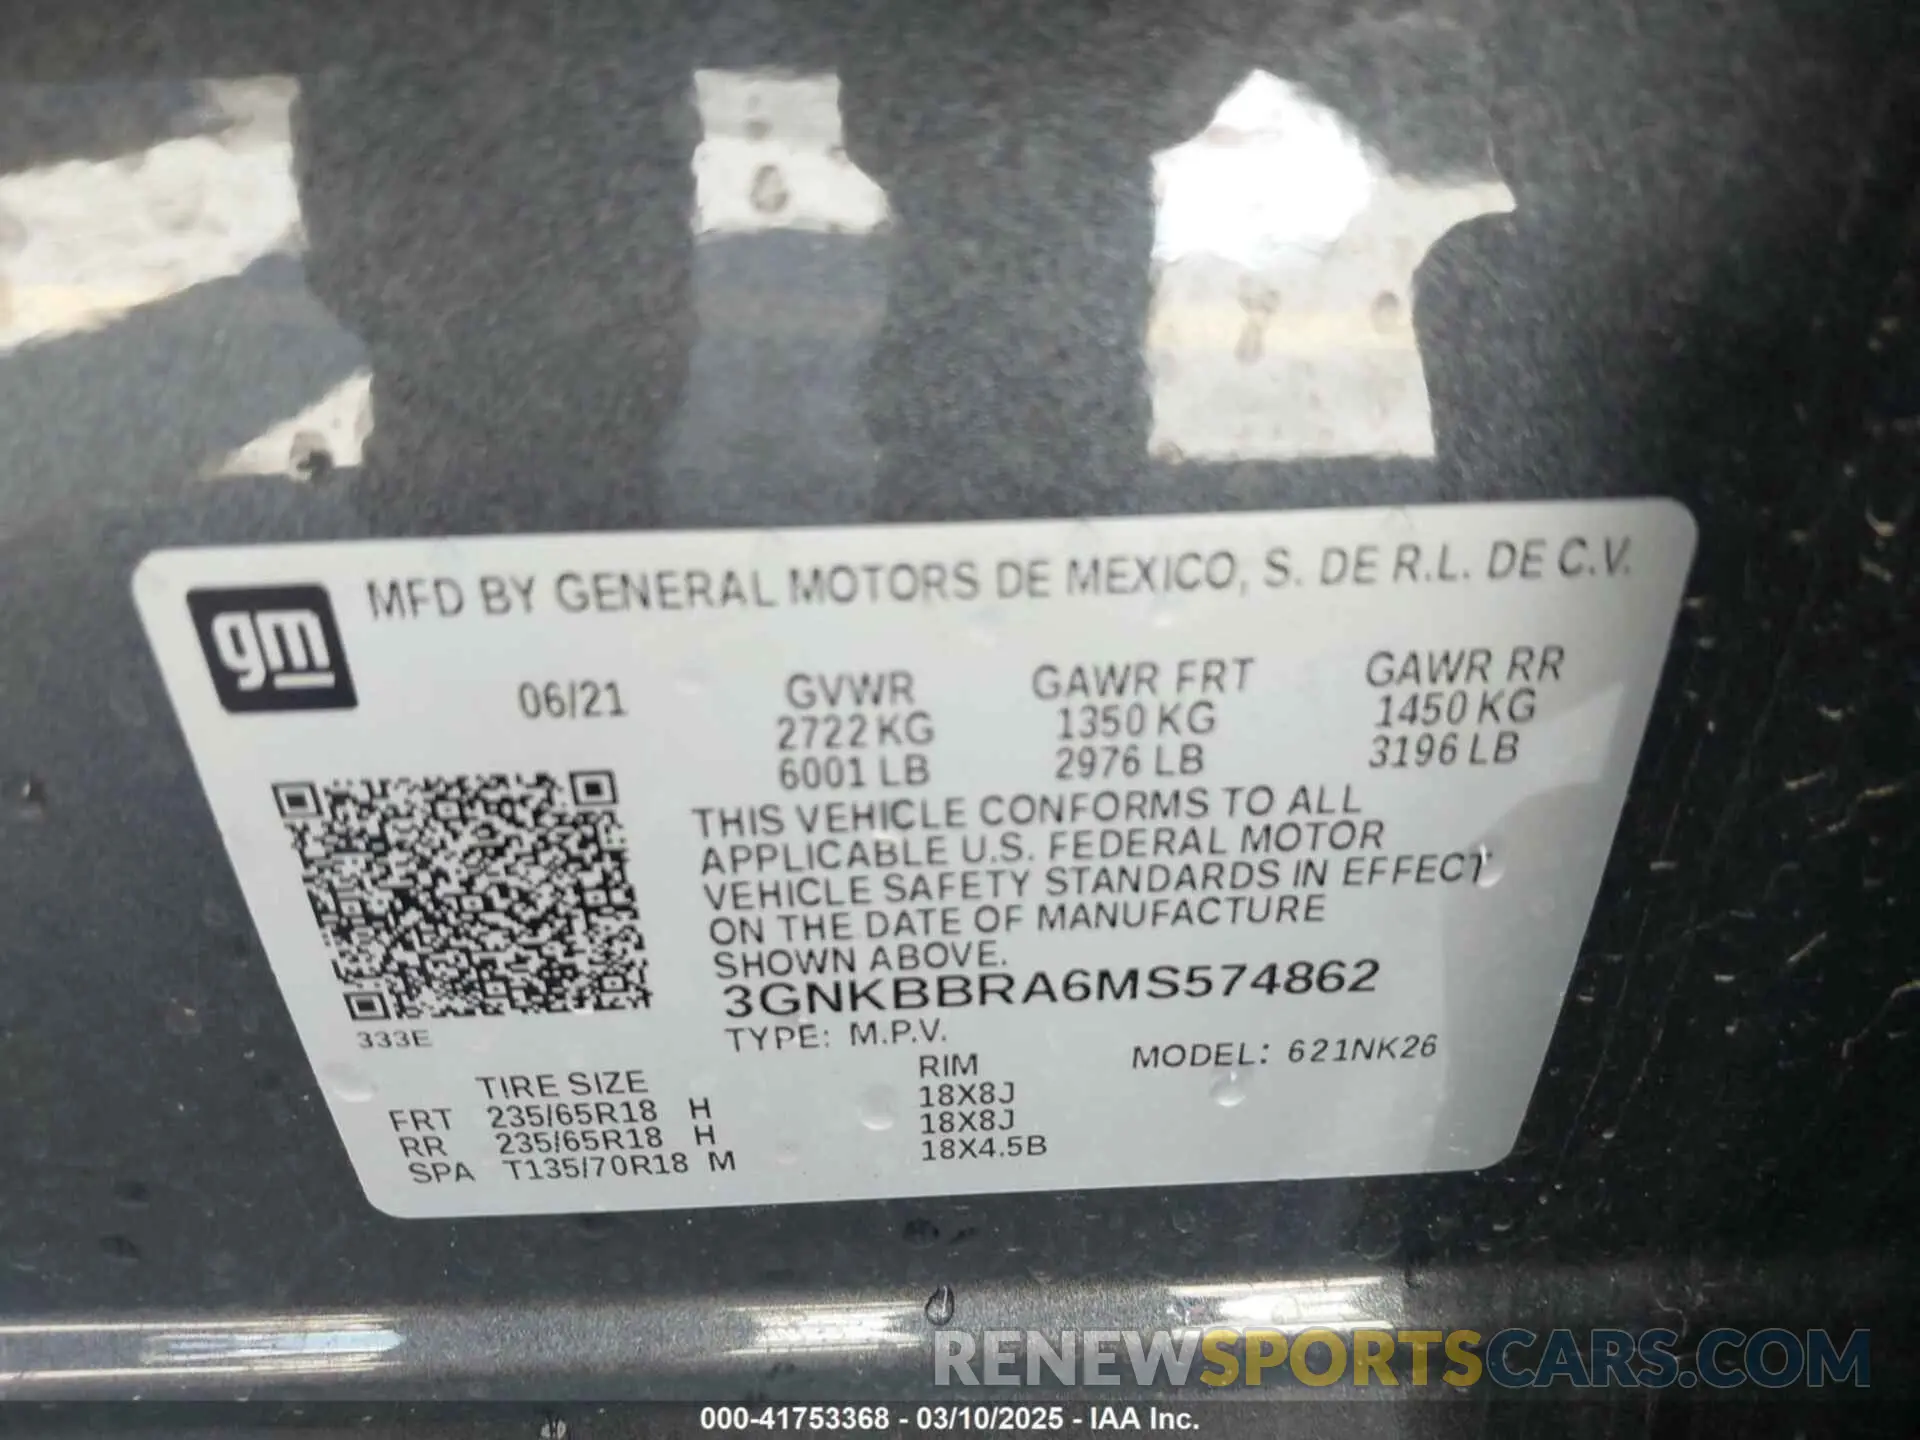 gm MFD BY GENERAL MOTORS DE MEXICO, S. DE R.L. DE C.V.
06/21 GVWR GAWR FRT GAWR RR
2722 KG 1350 KG 1450 KG
6001 LB 2976 LB 3196 LB
THIS VEHICLE CONFORMS TO ALL
APPLICABLE U.S. FEDERAL MOTOR
VEHICLE SAFETY STANDARDS IN EFFECT
ON THE DATE OF MANUFACTURE
SHOWN ABOVE.
3GNKBBRA6MS574862
333E TYPE: M.P.V. MODEL: 621NK26
TIRE SIZE RIM
FRT 235/65R18 H 18X8J
RR 235/65R18 H 18X8J
SPA T135/70R18 M 18X4.5B
RENEWSPORTSCARS.COM
000-41753368 - 03/10/2025 - IAA Inc.